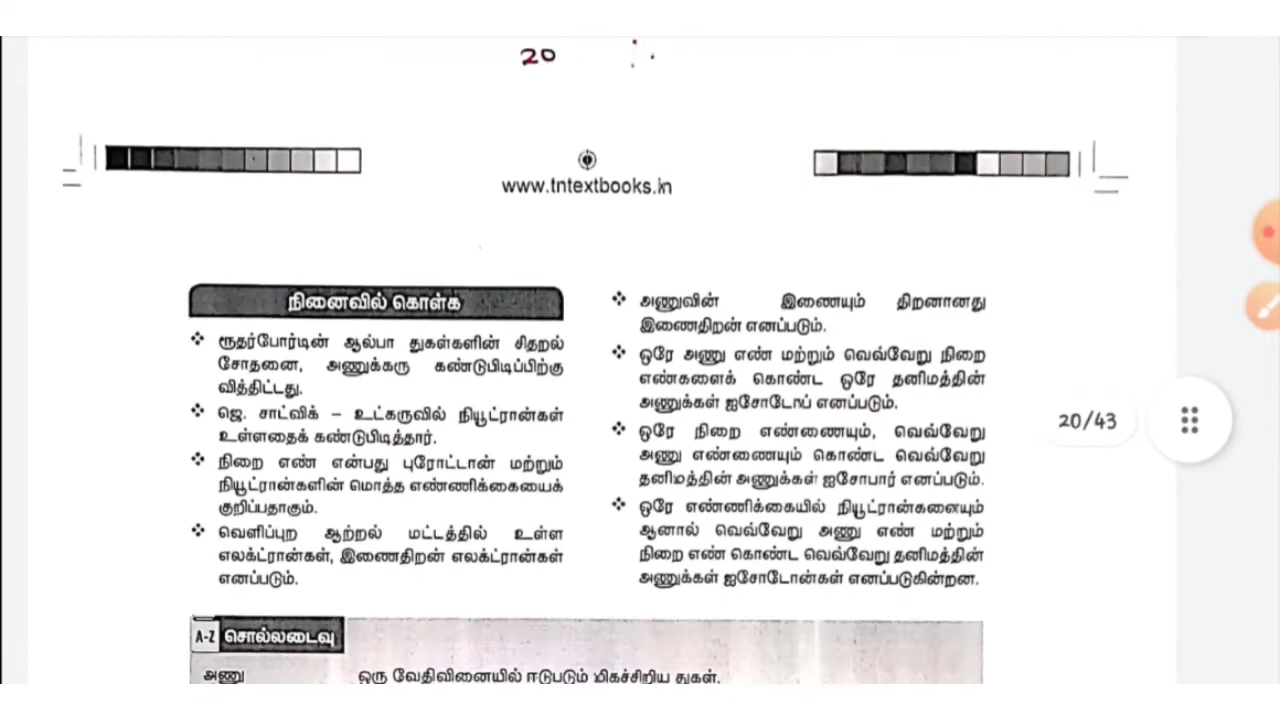 20
www.tntextbooks.in
நினைவில் கொள்க
❖ ரூதர்போர்டின் ஆல்பா துகள்களின் சிதறல்
சோதனை, அணுக்கரு கண்டுபிடிப்பிற்கு
வித்திட்டது.
❖ ஜெ. சாட்விக் – உட்கருவில் நியூட்ரான்கள்
உள்ளதைக் கண்டுபிடித்தார்.
❖ நிறை எண் என்பது புரோட்டான் மற்றும்
நியூட்ரான்களின் மொத்த எண்ணிக்கையைக்
குறிப்பதாகும்.
❖ வெளிப்புற ஆற்றல் மட்டத்தில் உள்ள
எலக்ட்ரான்கள், இணைதிறன் எலக்ட்ரான்கள்
எனப்படும்.
❖ அணுவின் இணையும் திறனானது
இணைதிறன் எனப்படும்.
❖ ஒரே அணு எண் மற்றும் வெவ்வேறு நிறை
எண்களைக் கொண்ட ஒரே தனிமத்தின்
அணுக்கள் ஐசோடோப் எனப்படும்.
❖ ஒரே நிறை எண்ணையும், வெவ்வேறு
அணு எண்ணையும் கொண்ட வெவ்வேறு
தனிமத்தின் அணுக்கள் ஐசோபார் எனப்படும்.
❖ ஒரே எண்ணிக்கையில் நியூட்ரான்களையும்
ஆனால் வெவ்வேறு அணு எண் மற்றும்
நிறை எண் கொண்ட வெவ்வேறு தனிமத்தின்
அணுக்கள் ஐசோடோன்கள் எனப்படுகின்றன.
20/43
A-Z சொல்லடைவு
அணு ஒரு வேதிவினையில் ஈடுபடும் மிகச்சிறிய துகள்.